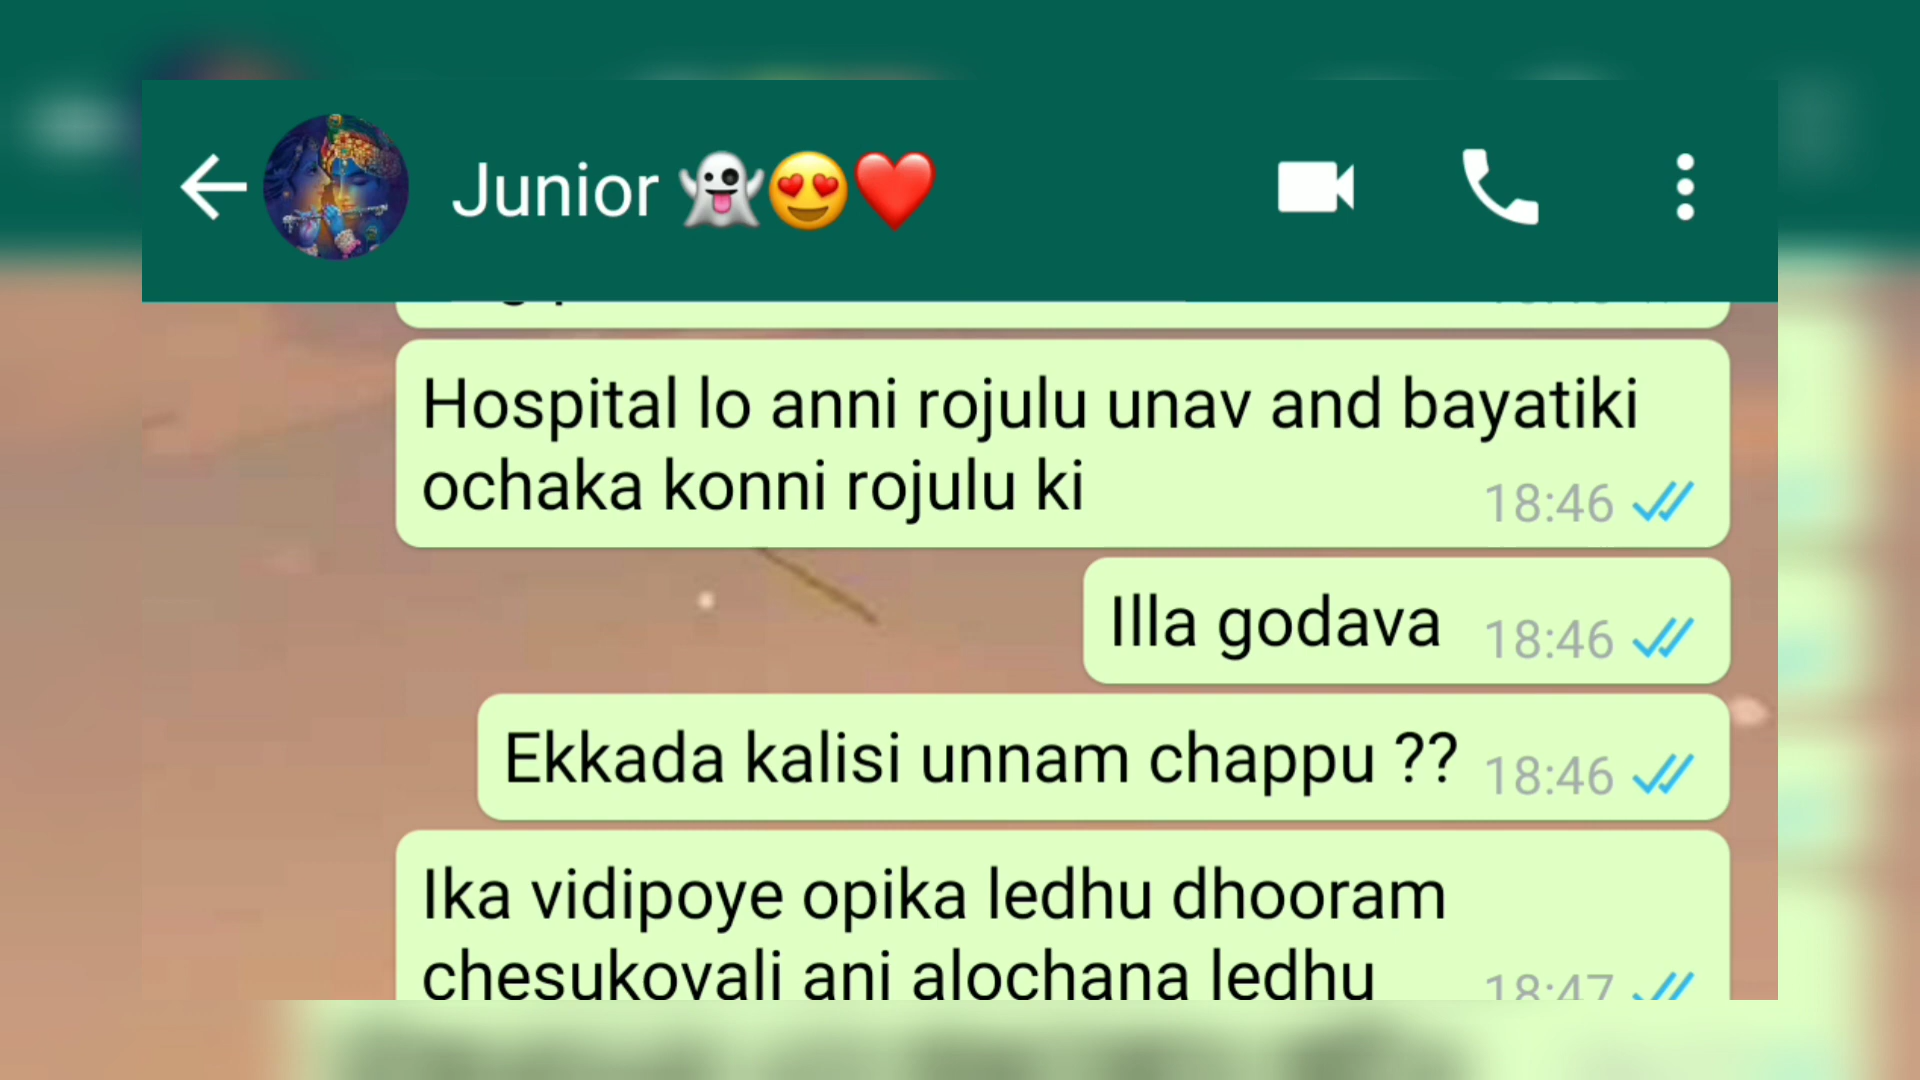 Junior 👻😍❤️
Hospital lo anni rojulu unav and bayatiki
ochaka konni rojulu ki
18:46
Illa godava 18:46
Ekkada kalisi unnam chappu ?? 18:46
Ika vidipoye opika ledhu dhooram
chesukovali ani alochana ledhu 18:47